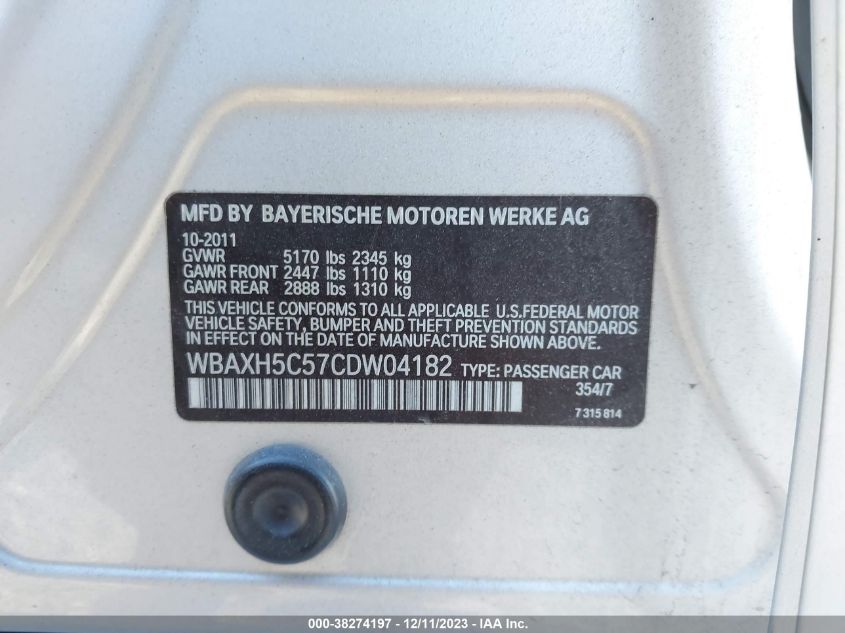 MFD BY BAYERISCHE MOTOREN WERKE AG
10-2011
GVWR 5170 lbs 2345 kg
GAWR FRONT 2447 lbs 1110 kg
GAWR REAR 2888 lbs 1310 kg
THIS VEHICLE CONFORMS TO ALL APPLICABLE U.S.FEDERAL MOTOR
VEHICLE SAFETY, BUMPER AND THEFT PREVENTION STANDARDS
IN EFFECT ON THE DATE OF MANUFACTURE SHOWN ABOVE.
WBAXH5C57CDW04182 TYPE: PASSENGER CAR
354/7
7 315 814
000-38274197 - 12/11/2023 - IMAGE BY IAA